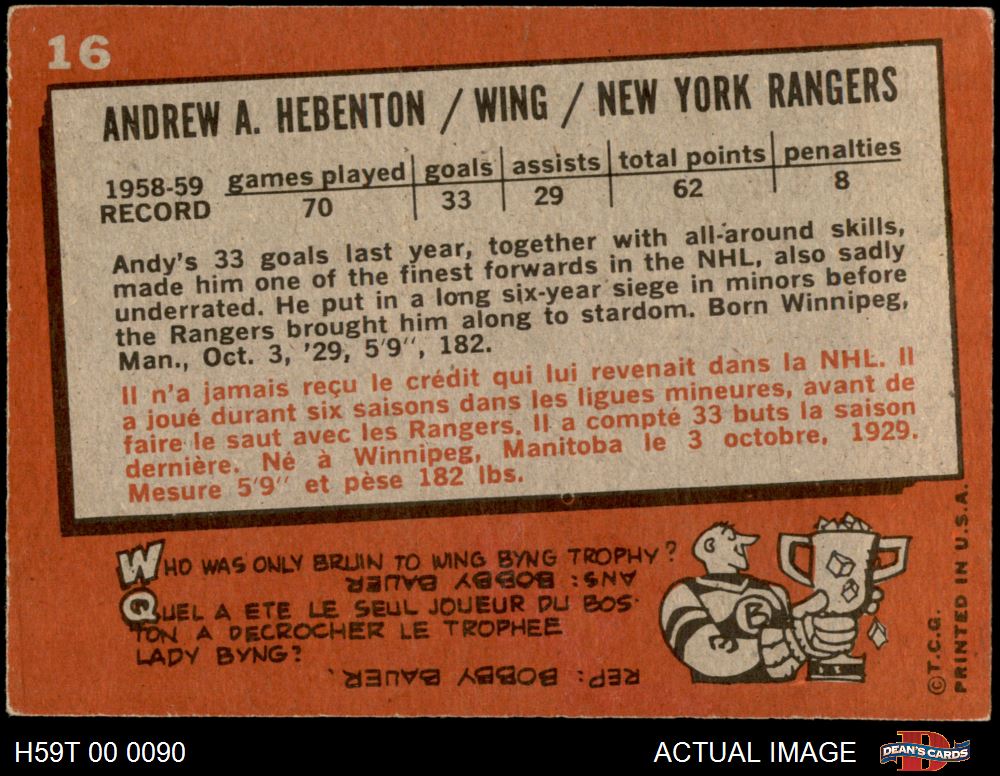 16
ANDREW A. HEBENTON / WING / NEW YORK RANGERS
games played | goals | assists | total points | penalties
1958-59 RECORD 70 33 29 62 8
Andy's 33 goals last year, together with all-around skills,
made him one of the finest forwards in the NHL, also sadly
underrated. He put in a long six-year siege in minors before
the Rangers brought him along to stardom. Born Winnipeg,
Man., Oct. 3, '29, 5'9", 182.
Il n'a jamais reçu le crédit qui lui revenait dans la NHL. Il
a joué durant six saisons dans les ligues mineures, avant de
faire le saut avec les Rangers. Il a compté 33 buts la saison
dernière. Né à Winnipeg, Manitoba le 3 octobre, 1929.
Mesure 5'9" et pèse 182 lbs.
WHO WAS ONLY BRUIN TO WING BYNG TROPHY?
ANS: BOBBY BAUER
QUEL A ETE LE SEUL JOUEUR DU BOS-
TON A DECROCHER LE TROPHEE
LADY BYNG?
REP: BOBBY BAUER.
B
3
©T.C.G.
PRINTED IN U.S.A.
H59T 00 0090
ACTUAL IMAGE
DEAN'S CARDS